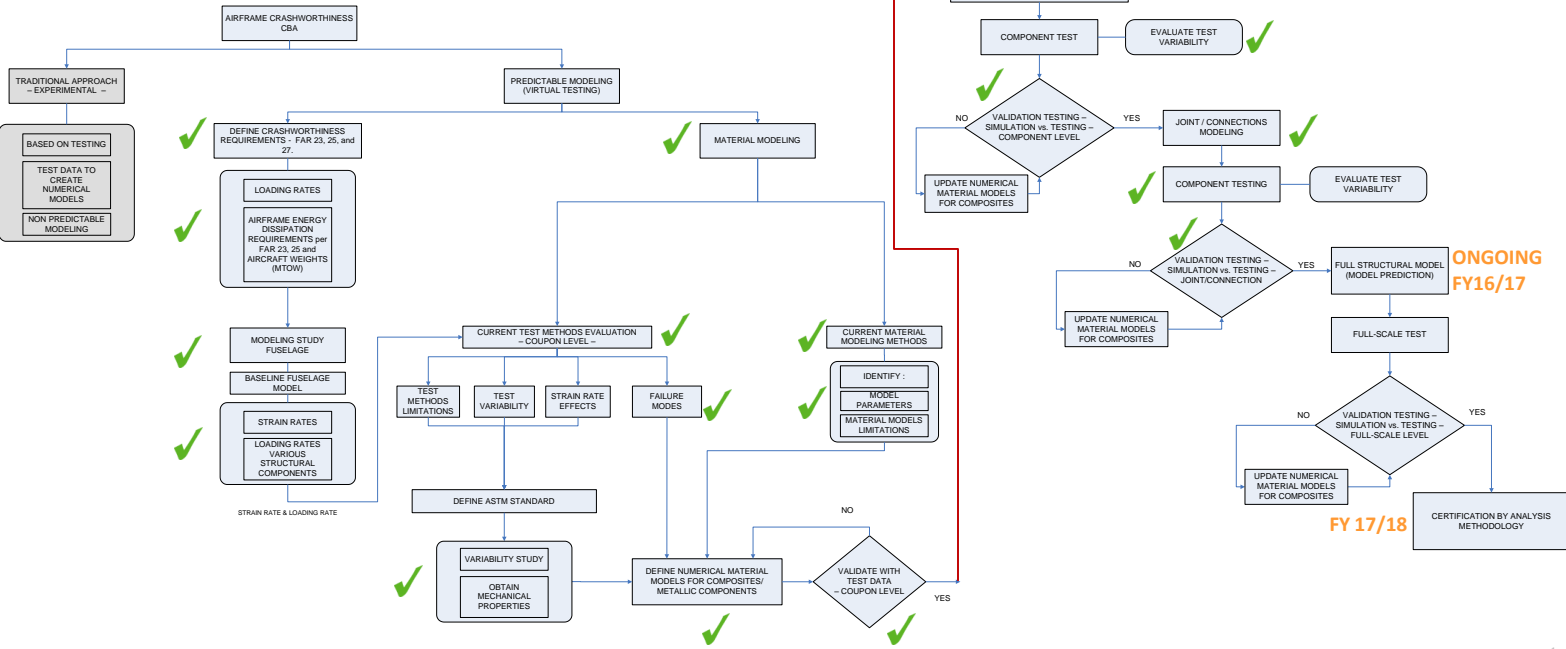 AIRFRAME CRASHWORTHINESS
CBA
TRADITIONAL APPROACH
– EXPERIMENTAL –
BASED ON TESTING
TEST DATA TO
CREATE
NUMERICAL
MODELS
NON PREDICTABLE
MODELING
PREDICTABLE MODELING
(VIRTUAL TESTING)
DEFINE CRASHWORTHINESS
REQUIREMENTS - FAR 23, 25, and
27.
LOADING RATES
AIRFRAME ENERGY
DISSIPATION
REQUIREMENTS per
FAR 23, 25 and
AIRCRAFT WEIGHTS
(MTOW)
MODELING STUDY
FUSELAGE
BASELINE FUSELAGE
MODEL
STRAIN RATES
LOADING RATES
VARIOUS
STRUCTURAL
COMPONENTS
STRAIN RATE & LOADING RATE
MATERIAL MODELING
CURRENT TEST METHODS EVALUATION
– COUPON LEVEL –
TEST
METHODS
LIMITATIONS
TEST
VARIABILITY
STRAIN RATE
EFFECTS
FAILURE
MODES
CURRENT MATERIAL
MODELING METHODS
IDENTIFY :
MODEL
PARAMETERS
MATERIAL MODELS
LIMITATIONS
DEFINE ASTM STANDARD
VARIABILITY STUDY
OBTAIN
MECHANICAL
PROPERTIES
DEFINE NUMERICAL MATERIAL
MODELS FOR COMPOSITES/
METALLIC COMPONENTS
NO
VALIDATE WITH
TEST DATA
– COUPON LEVEL
YES
COMPONENT TEST
EVALUATE TEST
VARIABILITY
VALIDATION TESTING –
SIMULATION vs. TESTING –
COMPONENT LEVEL
NO
YES
UPDATE NUMERICAL
MATERIAL MODELS
FOR COMPOSITES
JOINT / CONNECTIONS
MODELING
COMPONENT TESTING
EVALUATE TEST
VARIABILITY
VALIDATION TESTING –
SIMULATION vs. TESTING –
JOINT/CONNECTION
NO
YES
UPDATE NUMERICAL
MATERIAL MODELS
FOR COMPOSITES
FULL STRUCTURAL MODEL
(MODEL PREDICTION)
ONGOING
FY16/17
FULL-SCALE TEST
VALIDATION TESTING –
SIMULATION vs. TESTING –
FULL-SCALE LEVEL
NO
YES
UPDATE NUMERICAL
MATERIAL MODELS
FOR COMPOSITES
FY 17/18
CERTIFICATION BY ANALYSIS
METHODOLOGY